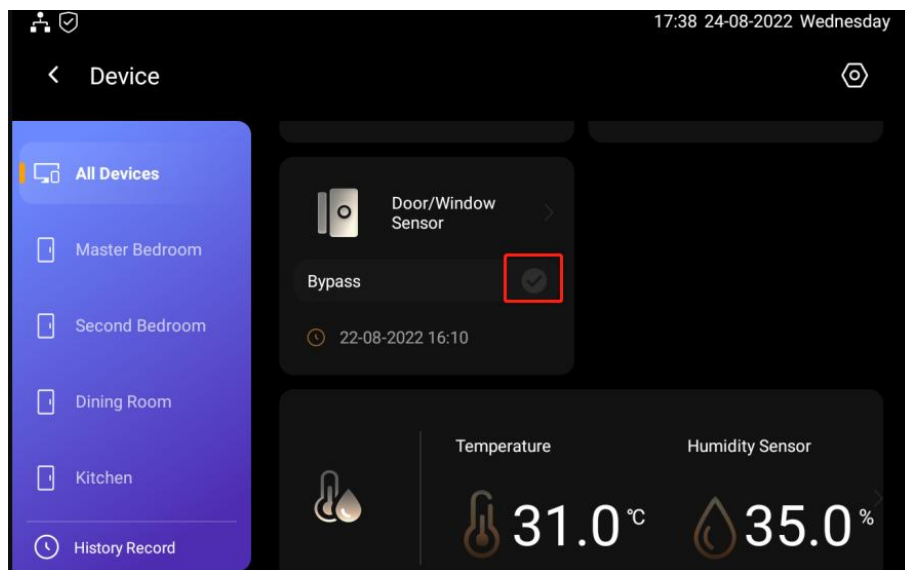 17:38 24-08-2022 Wednesday
Device
All Devices
Master Bedroom
Second Bedroom
Dining Room
Kitchen
History Record
Door/Window
Sensor
Bypass
22-08-2022 16:10
Temperature
Humidity Sensor
31.0 ℃
35.0 %